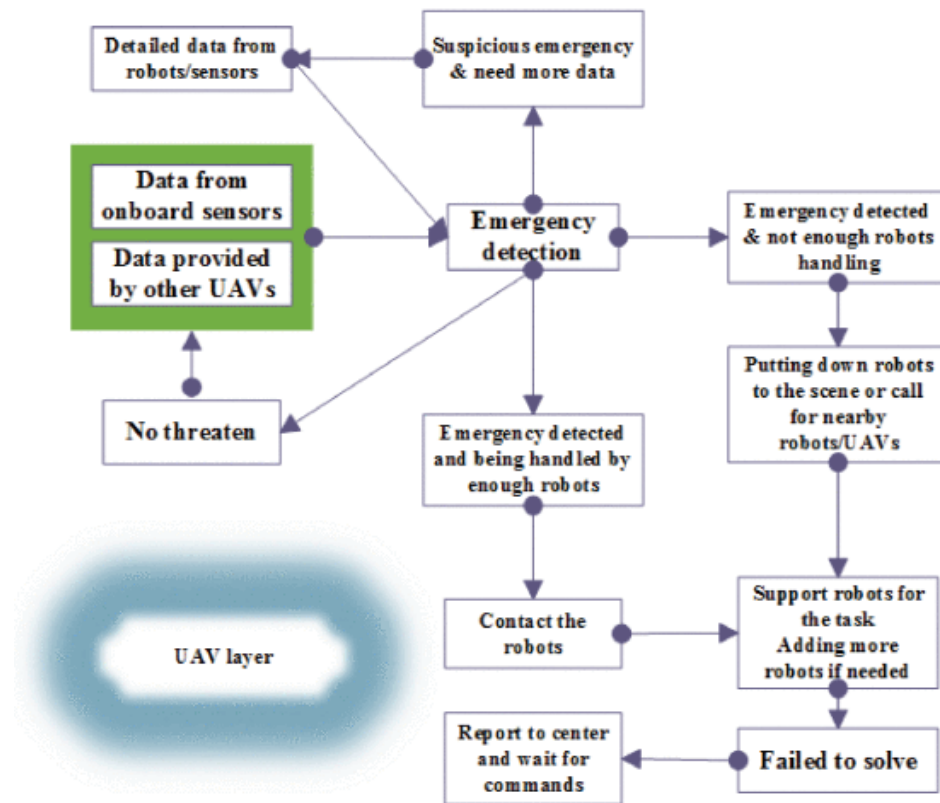 Detailed data from
robots/sensors
Suspicious emergency
& need more data
Data from
onboard sensors
Data provided
by other UAVs
Emergency
detection
Emergency detected
& not enough robots
handling
No threaten
Emergency detected
and being handled by
enough robots
Putting down robots
to the scene or call
for nearby
robots/UAVs
UAV layer
Contact the
robots
Support robots for
the task
Adding more
robots if needed
Report to center
and wait for
commands
Failed to solve